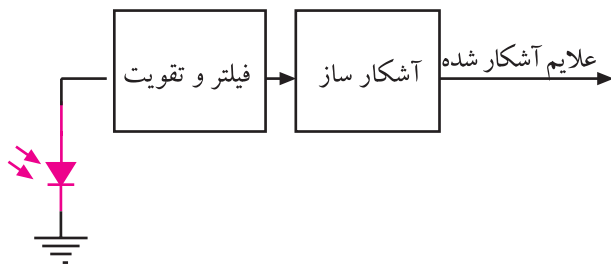 فیلتر و تقویت
آشکار ساز
علایم آشکار شده